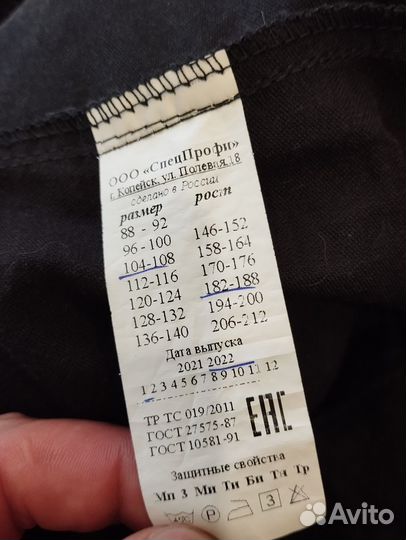 ООО «СпецПрофи»
г. Копейск, ул. Полевая,18
сделано в России
размер рост
88 - 92 146-152
96 - 100 158-164
104-108 170-176
112-116 182-188
120-124 194-200
128-132 206-212
136-140
Дата выпуска
2021 2022
1 2 3 4 5 6 7 8 9 10 11 12
ТР ТС 019/2011
ГОСТ 27575-87
ГОСТ 10581-91
EAC
Защитные свойства
Мп З Ми Ти Би Тя Тр
P 3
Avito